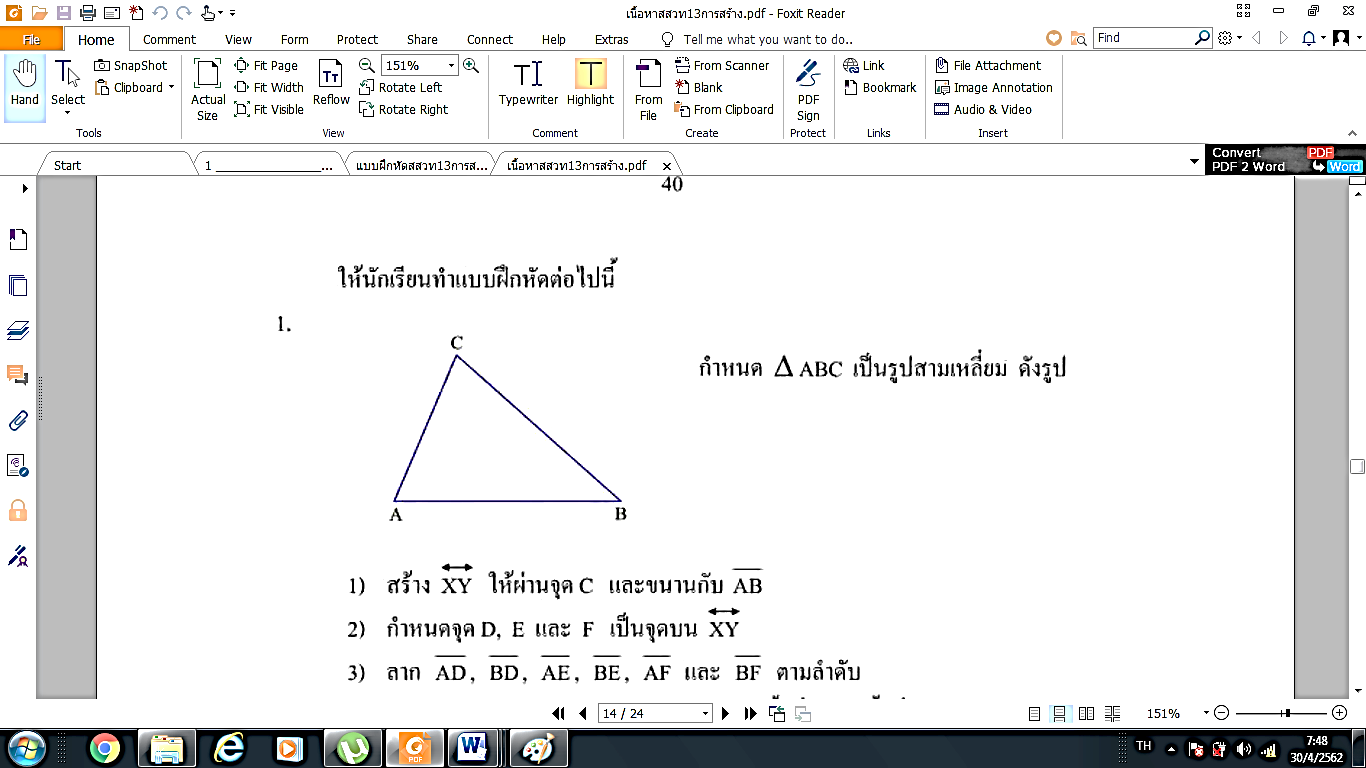 เนื้อหาสสวท13การสร้าง.pdf - Foxit Reader
File Home Comment View Form Protect Share Connect Help Extras Tell me what you want to do.. Find
Hand Select SnapShot Clipboard Actual Size Fit Page Fit Width Fit Visible Reflow 151% Rotate Left Rotate Right Typewriter Highlight From File From Scanner Blank From Clipboard PDF Sign Link Bookmark File Attachment Image Annotation Audio & Video
Tools View Comment Create Protect Links Insert
Start 1 ___________________... แบบฝึกหัดสสวท13การส... เนื้อหาสสวท13การสร้าง.pdf Convert PDF 2 Word PDF Word
40
ให้นักเรียนทำแบบฝึกหัดต่อไปนี้
1.
C
กำหนด Δ ABC เป็นรูปสามเหลี่ยม ดังรูป
A B
1) สร้าง XY ให้ผ่านจุด C และขนานกับ AB
2) กำหนดจุด D, E และ F เป็นจุดบน XY
3) ลาก AD, BD, AE, BE, AF และ BF ตามลำดับ
14 / 24 151%
TH 7:48
30/4/2562